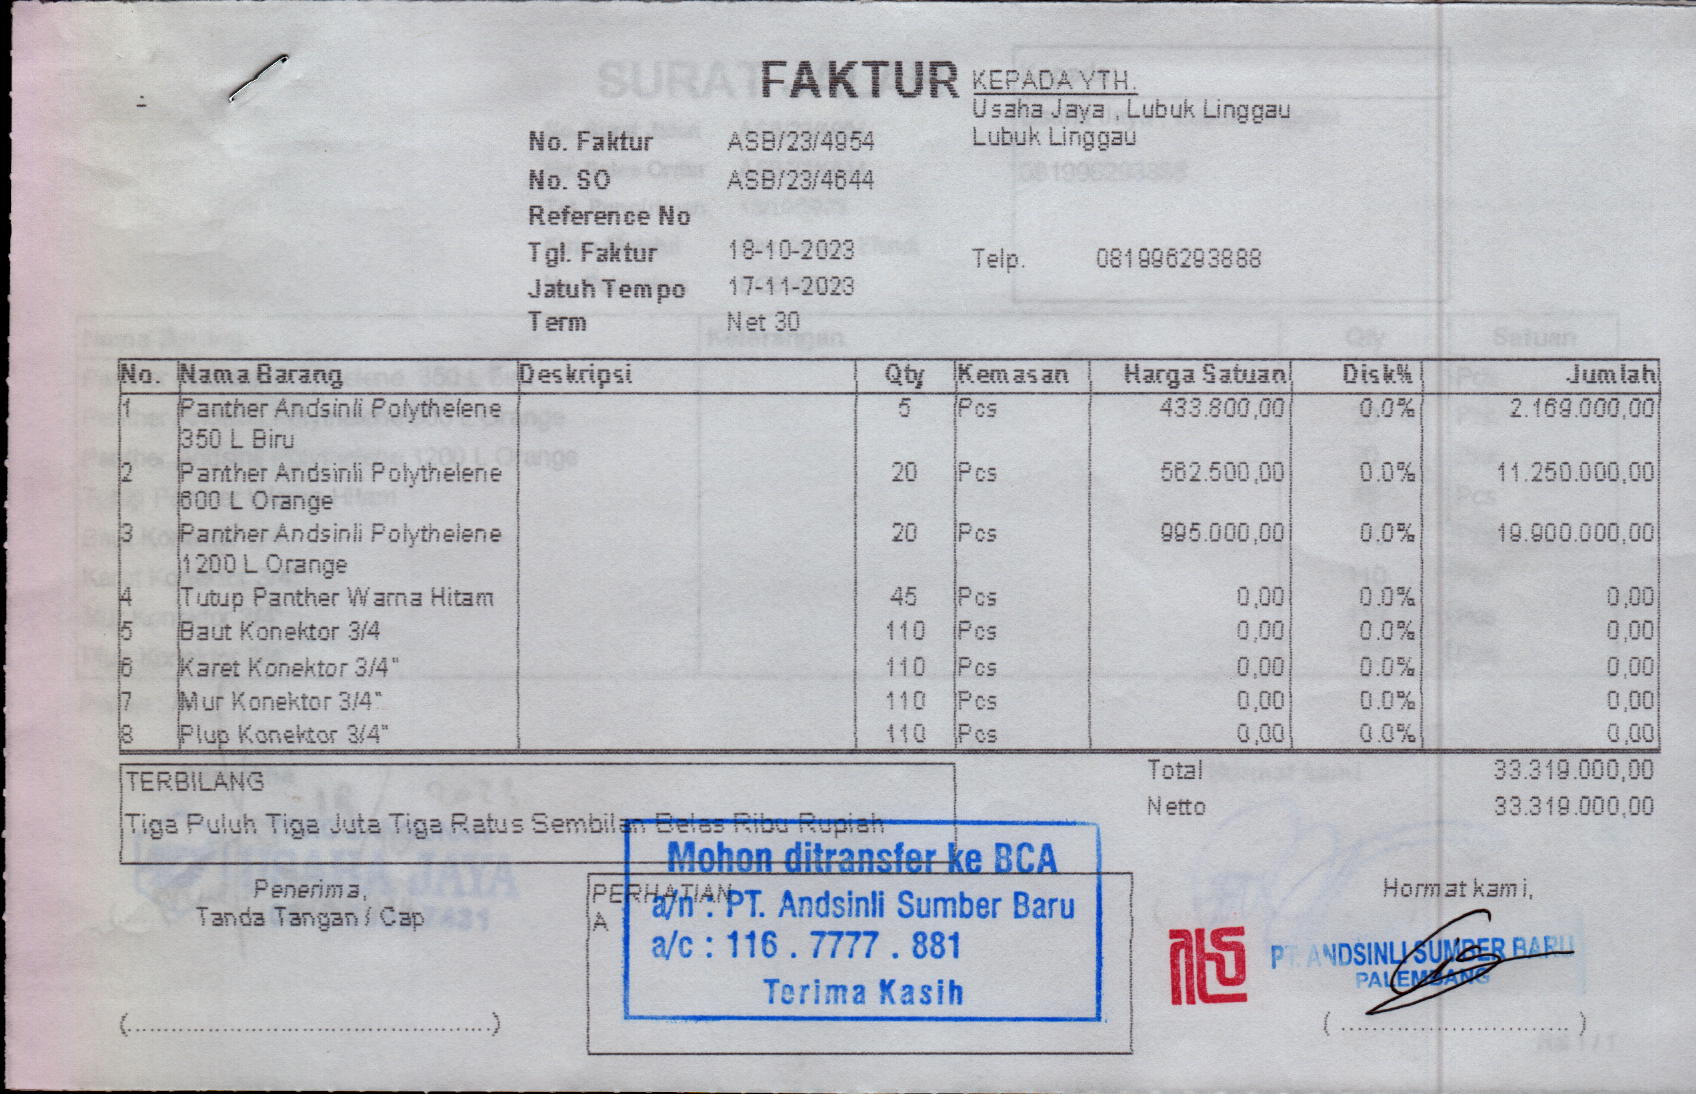 FAKTUR
KEPADA YTH.
Usaha Jaya , Lubuk Linggau
Lubuk Linggau
No. Faktur ASB/23/4954
No. SO ASB/23/4644
Reference No
Tgl. Faktur 18-10-2023
Telp. 081996293888
Jatuh Tempo 17-11-2023
Term Net 30
No. Nama Barang Deskripsi Qty Kemasan Harga Satuan Disk% Jumlah
1 Panther Andsinli Polythelene 5 Pcs 433.800,00 0.0% 2.169.000,00
350 L Biru
2 Panther Andsinli Polythelene 20 Pcs 562.500,00 0.0% 11.250.000,00
600 L Orange
3 Panther Andsinli Polythelene 20 Pcs 995.000,00 0.0% 19.900.000,00
1200 L Orange
4 Tutup Panther Warna Hitam 45 Pcs 0,00 0.0% 0,00
5 Baut Konektor 3/4 110 Pcs 0,00 0.0% 0,00
6 Karet Konektor 3/4" 110 Pcs 0,00 0.0% 0,00
7 Mur Konektor 3/4" 110 Pcs 0,00 0.0% 0,00
8 Plup Konektor 3/4" 110 Pcs 0,00 0.0% 0,00
Total 33.319.000,00
Netto 33.319.000,00
TERBILANG
Tiga Puluh Tiga Juta Tiga Ratus Sembilan Belas Ribu Rupiah
Penerima,
Tanda Tangan / Cap
(............................................)
PERHATIAN
A
Mohon ditransfer ke BCA
a/n : PT. Andsinli Sumber Baru
a/c : 116 . 7777 . 881
Terima Kasih
Hormat kami,
PT. ANDSINLI SUMBER BARU
PALEMBANG
( ............................ )